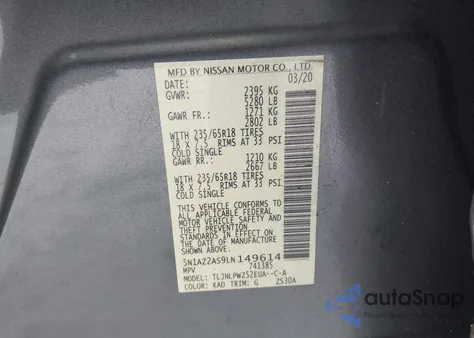 MFD BY NISSAN MOTOR CO., LTD.
DATE: 03/20
GVWR: 2395 KG
5280 LB
GAWR FR.: 1271 KG
2802 LB
WITH 235/65R18 TIRES
18 X 7.5 RIMS AT 33 PSI
COLD SINGLE
GAWR RR.: 1210 KG
2667 LB
WITH 235/65R18 TIRES
18 X 7.5 RIMS AT 33 PSI
COLD SINGLE
THIS VEHICLE CONFORMS TO ALL
APPLICABLE FEDERAL MOTOR
VEHICLE SAFETY AND
THEFT PREVENTION STANDARDS
IN EFFECT ON THE DATE OF
MANUFACTURE SHOWN ABOVE.
5N1AZ2AS9LN149614
MPV 741385
MODEL: TLJNLPWZ52EUA--C-A
COLOR: KAD TRIM: G ZS30A
autoSnap